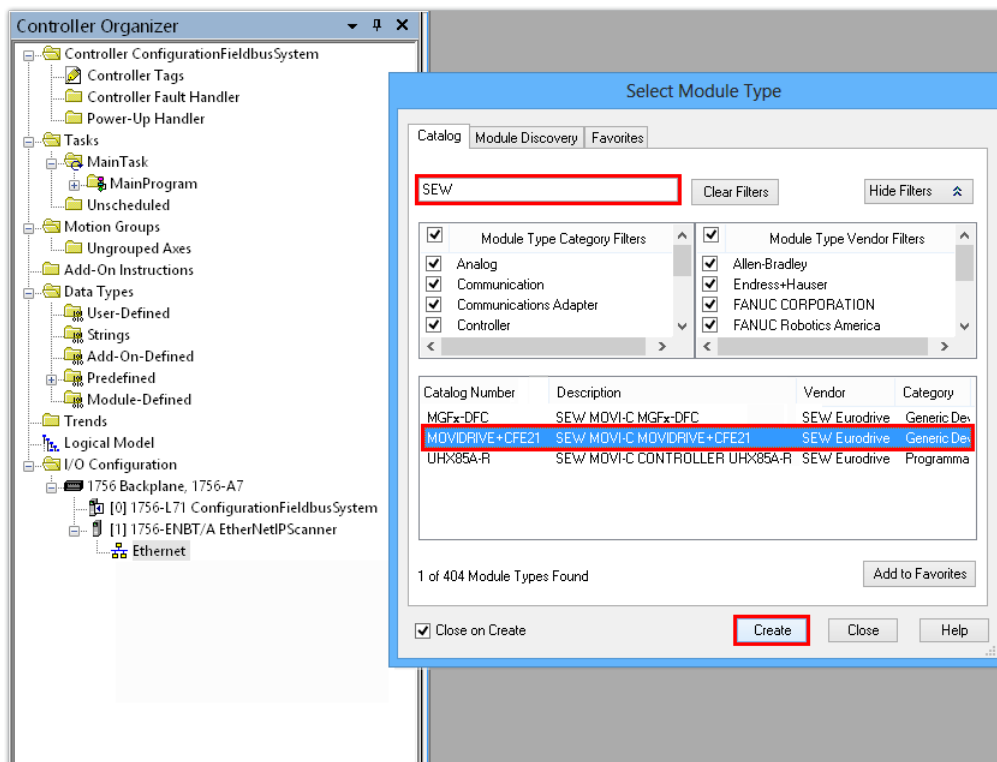 Controller Organizer
Controller ConfigurationFieldbusSystem
Controller Tags
Controller Fault Handler
Power-Up Handler
Tasks
MainTask
MainProgram
Unscheduled
Motion Groups
Ungrouped Axes
Add-On Instructions
Data Types
User-Defined
Strings
Add-On-Defined
Predefined
Module-Defined
Trends
Logical Model
I/O Configuration
1756 Backplane, 1756-A7
[0] 1756-L71 ConfigurationFieldbusSystem
[1] 1756-ENBT/A EtherNetIPScanner
Ethernet
Select Module Type
Catalog Module Discovery Favorites
SEW Clear Filters Hide Filters
Module Type Category Filters Module Type Vendor Filters
Analog Allen-Bradley
Communication Endress+Hauser
Communications Adapter FANUC CORPORATION
Controller FANUC Robotics America
Catalog Number Description Vendor Category
MGFx-DFC SEW MOVI-C MGFx-DFC SEW Eurodrive Generic Dev
MOVIDRIVE+CFE21 SEW MOVI-C MOVIDRIVE+CFE21 SEW Eurodrive Generic Dev
UHX85A-R SEW MOVI-C CONTROLLER UHX85A-R SEW Eurodrive Programma
1 of 404 Module Types Found Add to Favorites
Close on Create Create Close Help